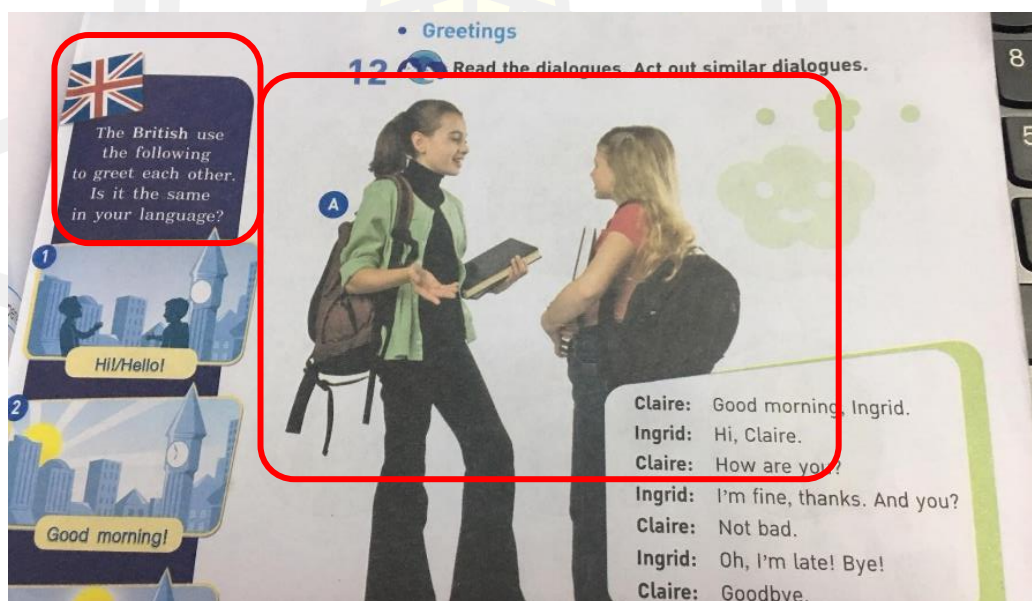 • Greetings
12 Read the dialogues. Act out similar dialogues.
The British use
the following
to greet each other.
Is it the same
in your language?
A
1
Hi!/Hello!
2
Good morning!
Claire: Good morning, Ingrid.
Ingrid: Hi, Claire.
Claire: How are you?
Ingrid: I'm fine, thanks. And you?
Claire: Not bad.
Ingrid: Oh, I'm late! Bye!
Claire: Goodbye.
8
5